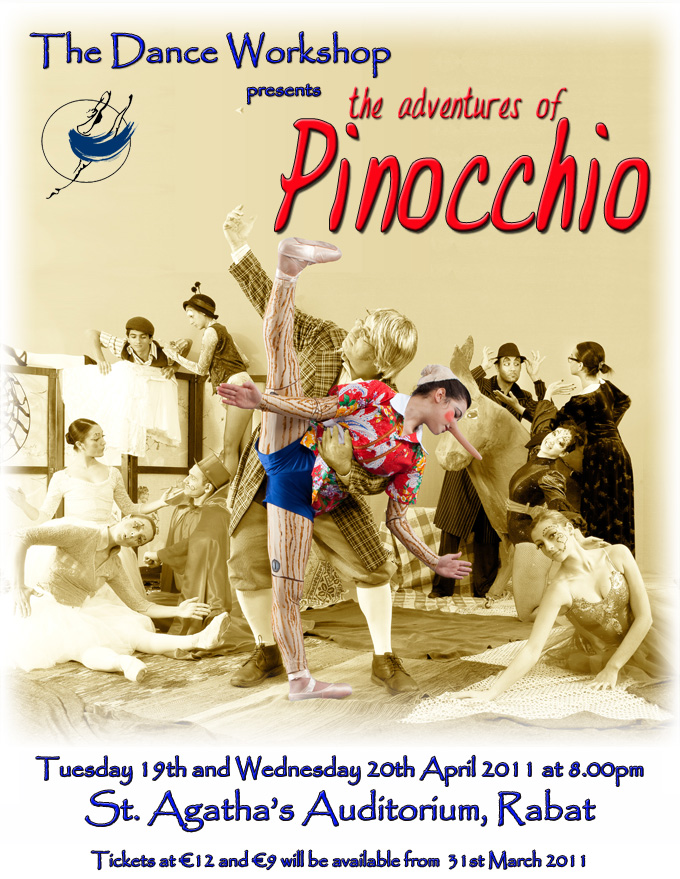 The Dance Workshop
presents
the adventures of
Pinocchio
Tuesday 19th and Wednesday 20th April 2011 at 8.00pm
St. Agatha's Auditorium, Rabat
Tickets at €12 and €9 will be available from 31st March 2011